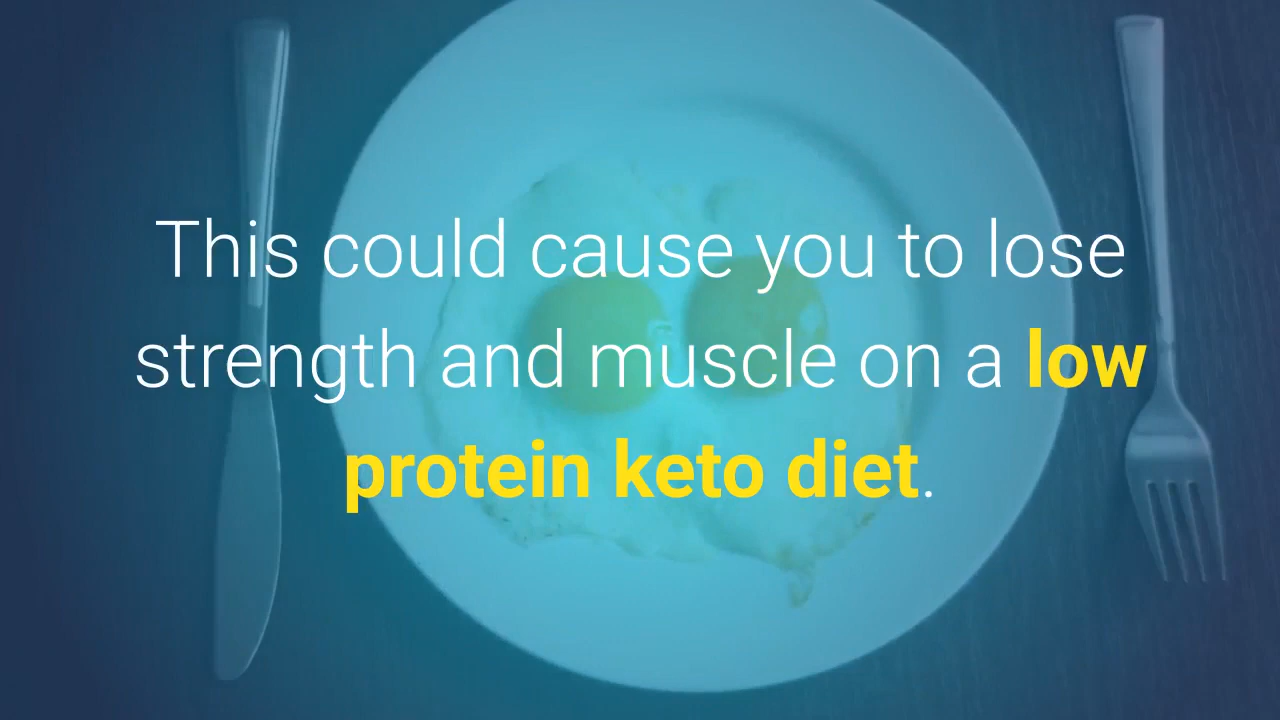 This could cause you to lose
strength and muscle on a low
protein keto diet.